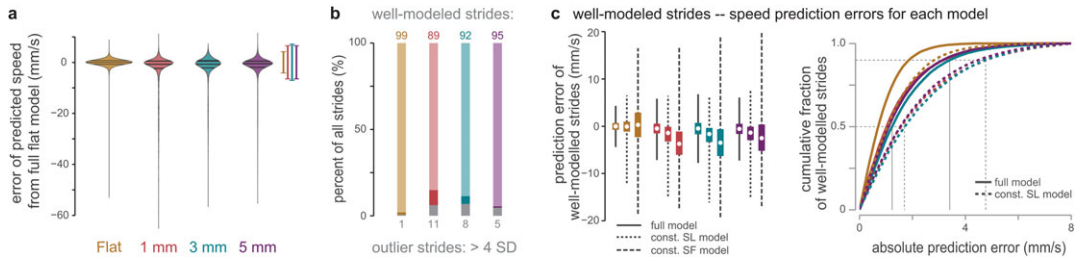 a
error of predicted speed
from full flat model (mm/s)
0
-20
-40
-60
Flat
1 mm
3 mm
5 mm
b
well-modeled strides:
99
89
92
95
percent of all strides (%)
100
50
0
1
11
8
5
outlier strides: > 4 SD
c well-modeled strides -- speed prediction errors for each model
prediction error of
well-modelled strides (mm/s)
20
10
0
-10
-20
full model
const. SL model
const. SF model
cumulative fraction
of well-modelled strides
1.0
0.5
0
full model
const. SL model
0
4
8
absolute prediction error (mm/s)